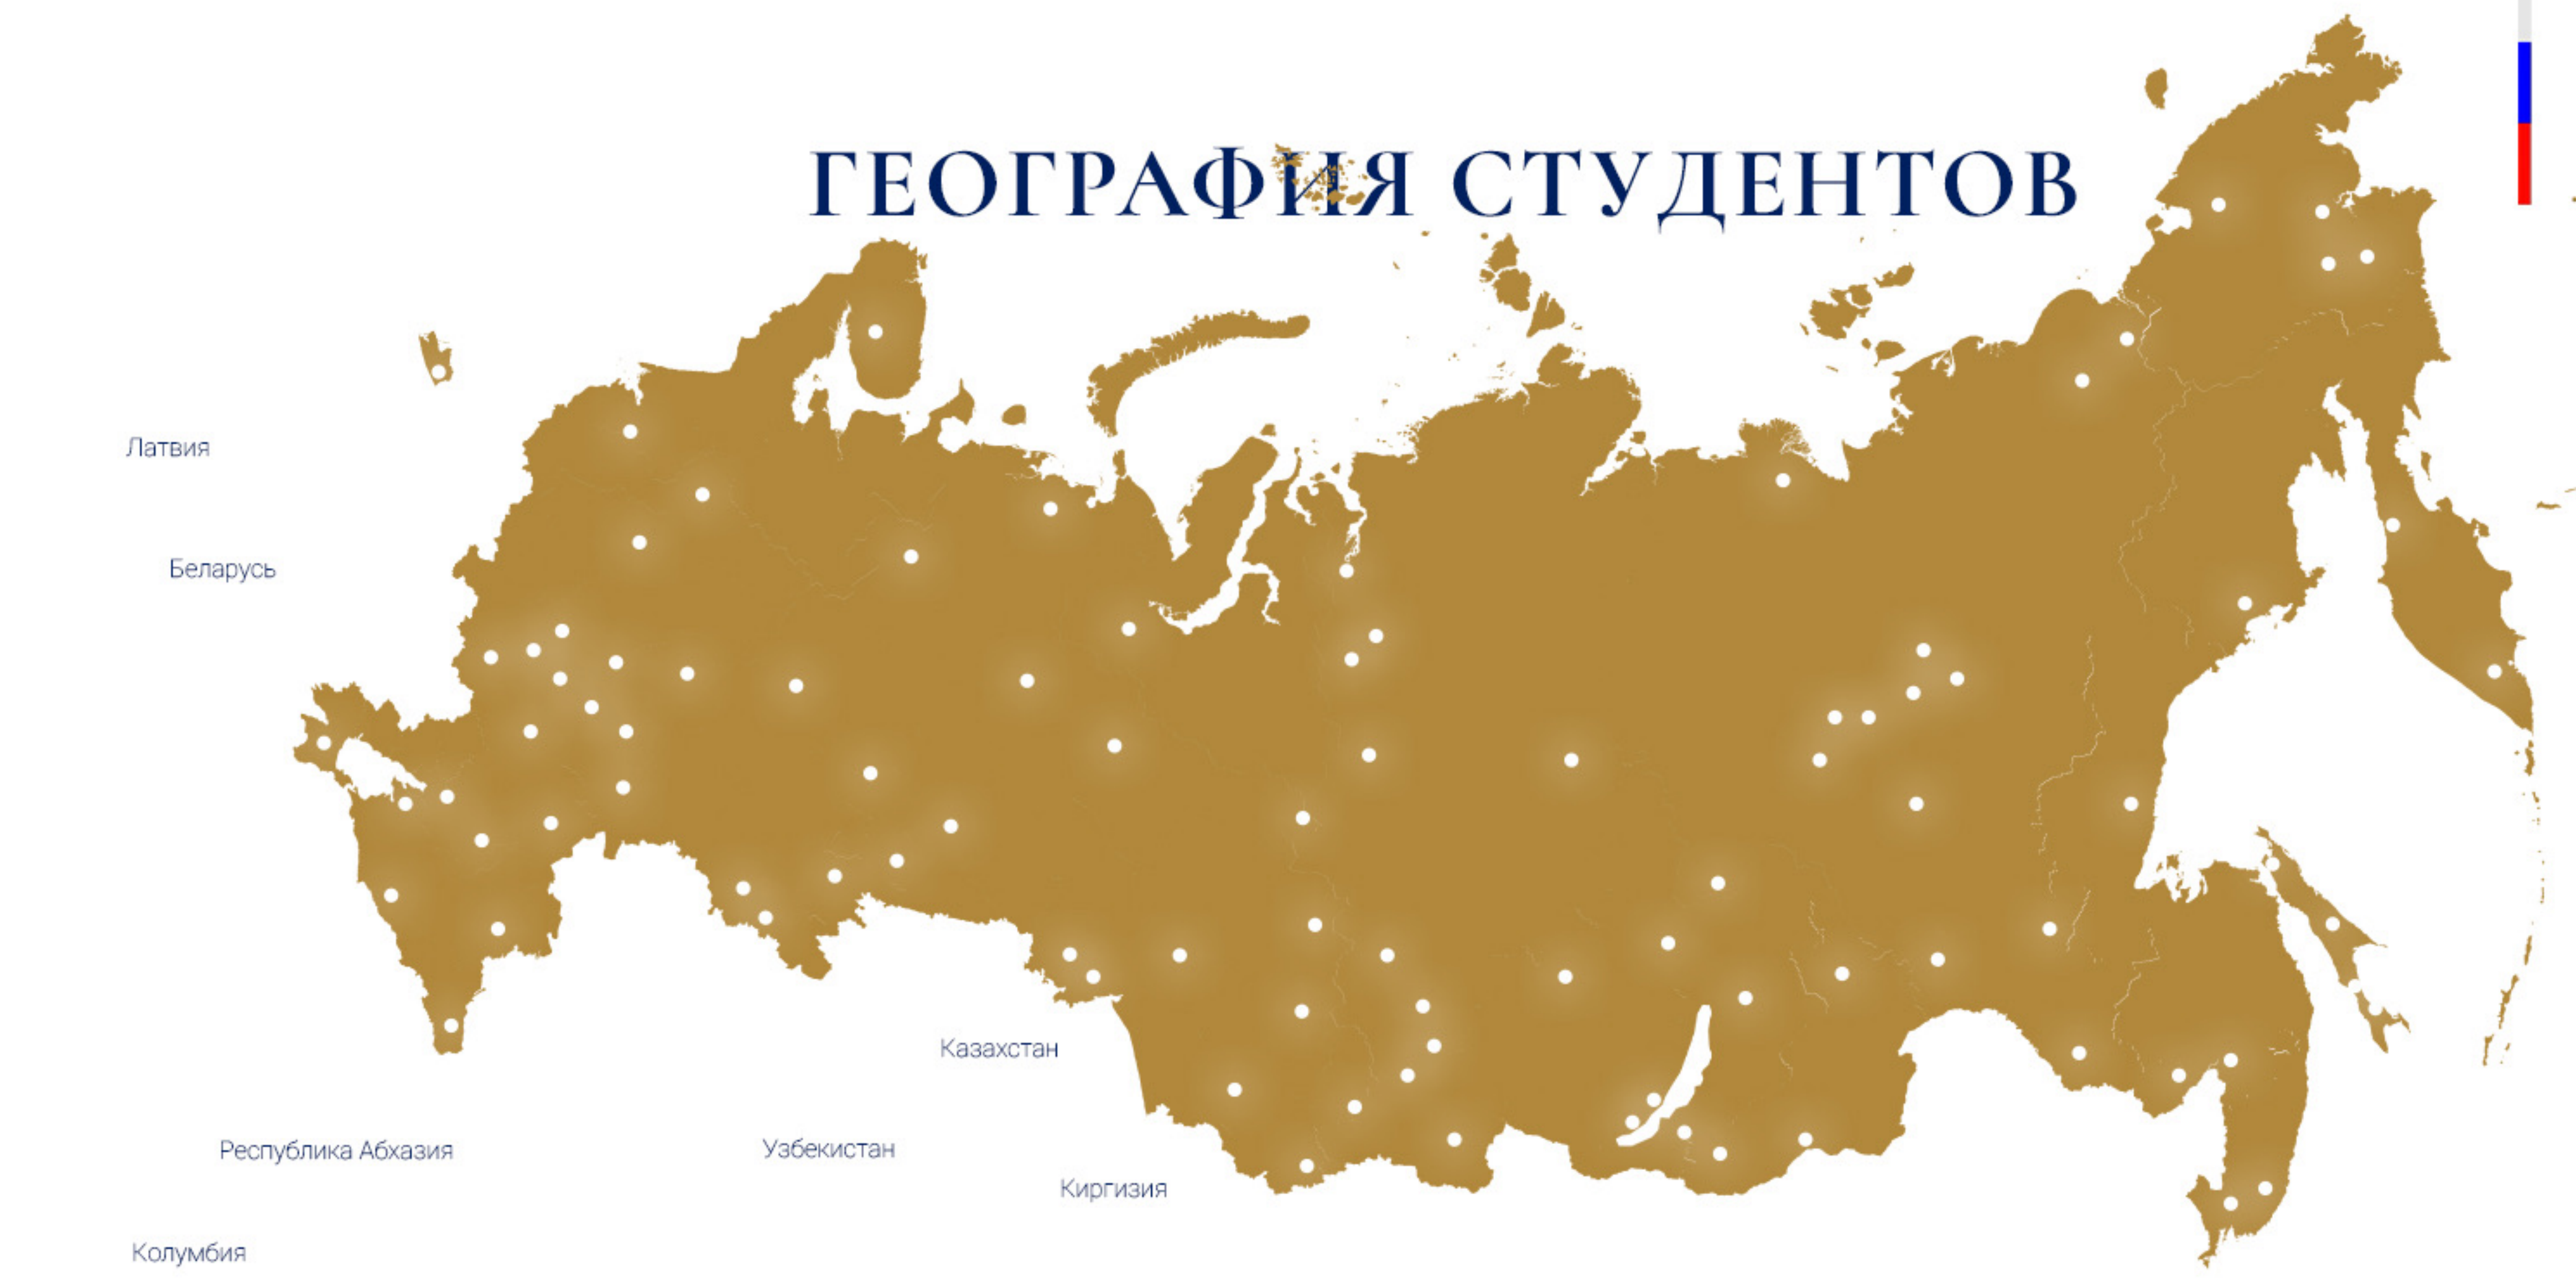 ГЕОГРАФИЯ СТУДЕНТОВ
Латвия
Беларусь
Казахстан
Республика Абхазия
Узбекистан
Киргизия
Колумбия